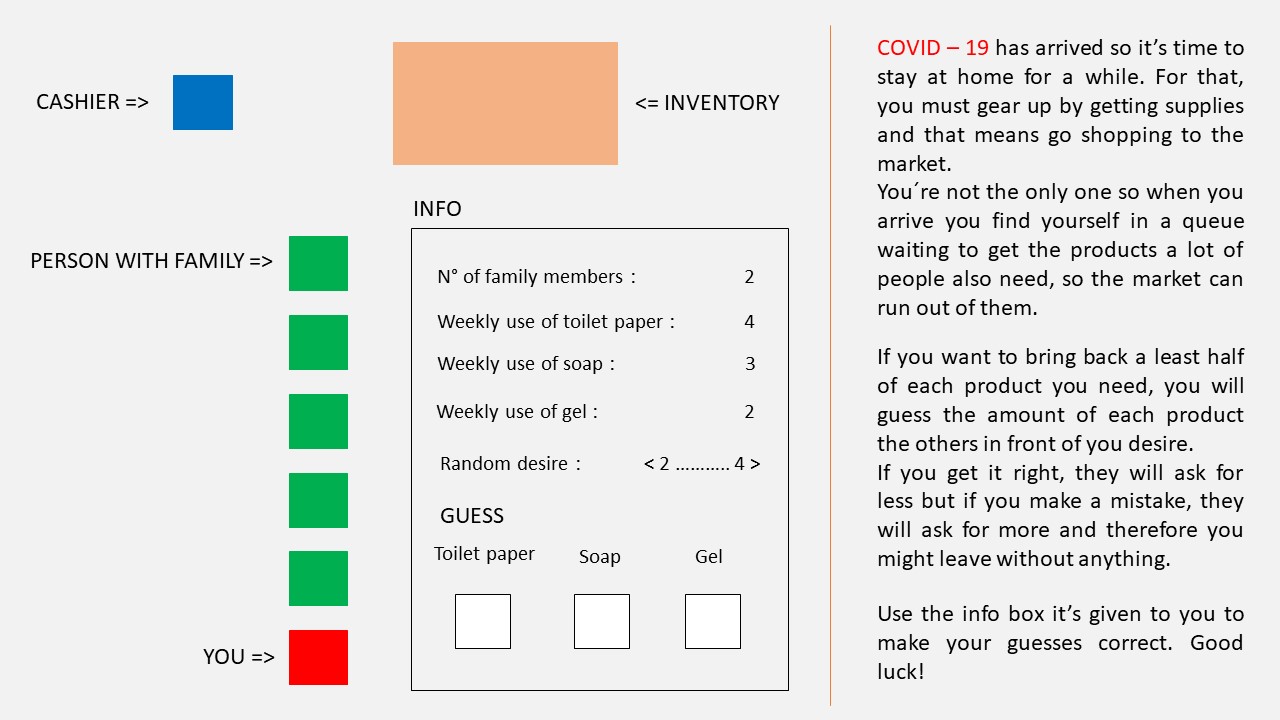 CASHIER =>
<= INVENTORY
PERSON WITH FAMILY =>
YOU =>
INFO
N° of family members : 2
Weekly use of toilet paper : 4
Weekly use of soap : 3
Weekly use of gel : 2
Random desire : < 2 ........... 4 >
GUESS
Toilet paper Soap Gel
COVID – 19 has arrived so it’s time to
stay at home for a while. For that,
you must gear up by getting supplies
and that means go shopping to the
market.
You´re not the only one so when you
arrive you find yourself in a queue
waiting to get the products a lot of
people also need, so the market can
run out of them.
If you want to bring back a least half
of each product you need, you will
guess the amount of each product
the others in front of you desire.
If you get it right, they will ask for
less but if you make a mistake, they
will ask for more and therefore you
might leave without anything.
Use the info box it’s given to you to
make your guesses correct. Good
luck!